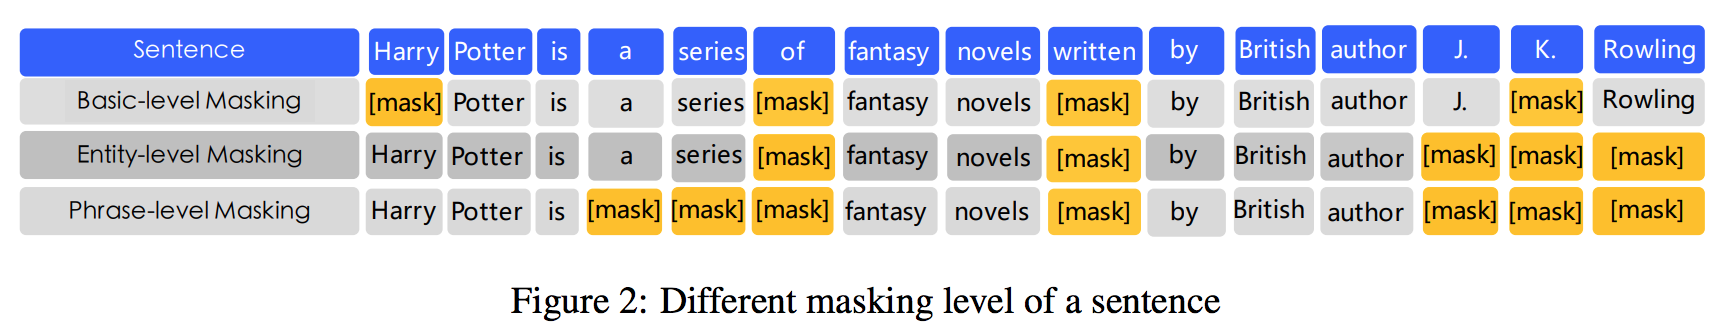 Sentence Harry Potter is a series of fantasy novels written by British author J. K. Rowling
Basic-level Masking [mask] Potter is a series [mask] fantasy novels [mask] by British author J. [mask] Rowling
Entity-level Masking Harry Potter is a series [mask] fantasy novels [mask] by British author [mask] [mask] [mask]
Phrase-level Masking Harry Potter is [mask] [mask] [mask] fantasy novels [mask] by British author [mask] [mask] [mask]
Figure 2: Different masking level of a sentence